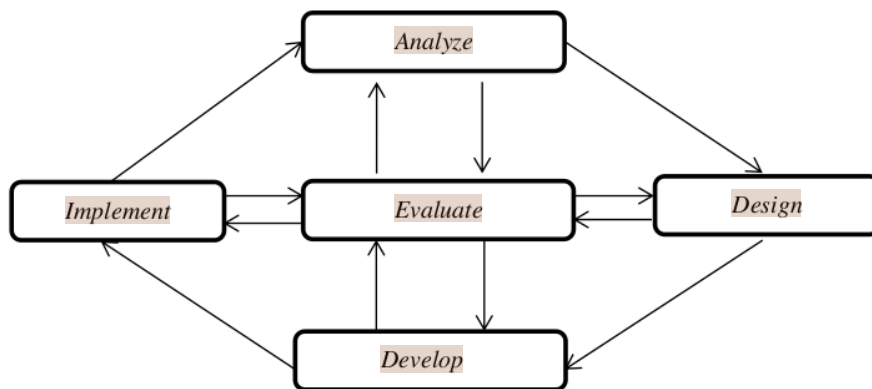 Analyze
Implement
Evaluate
Design
Develop